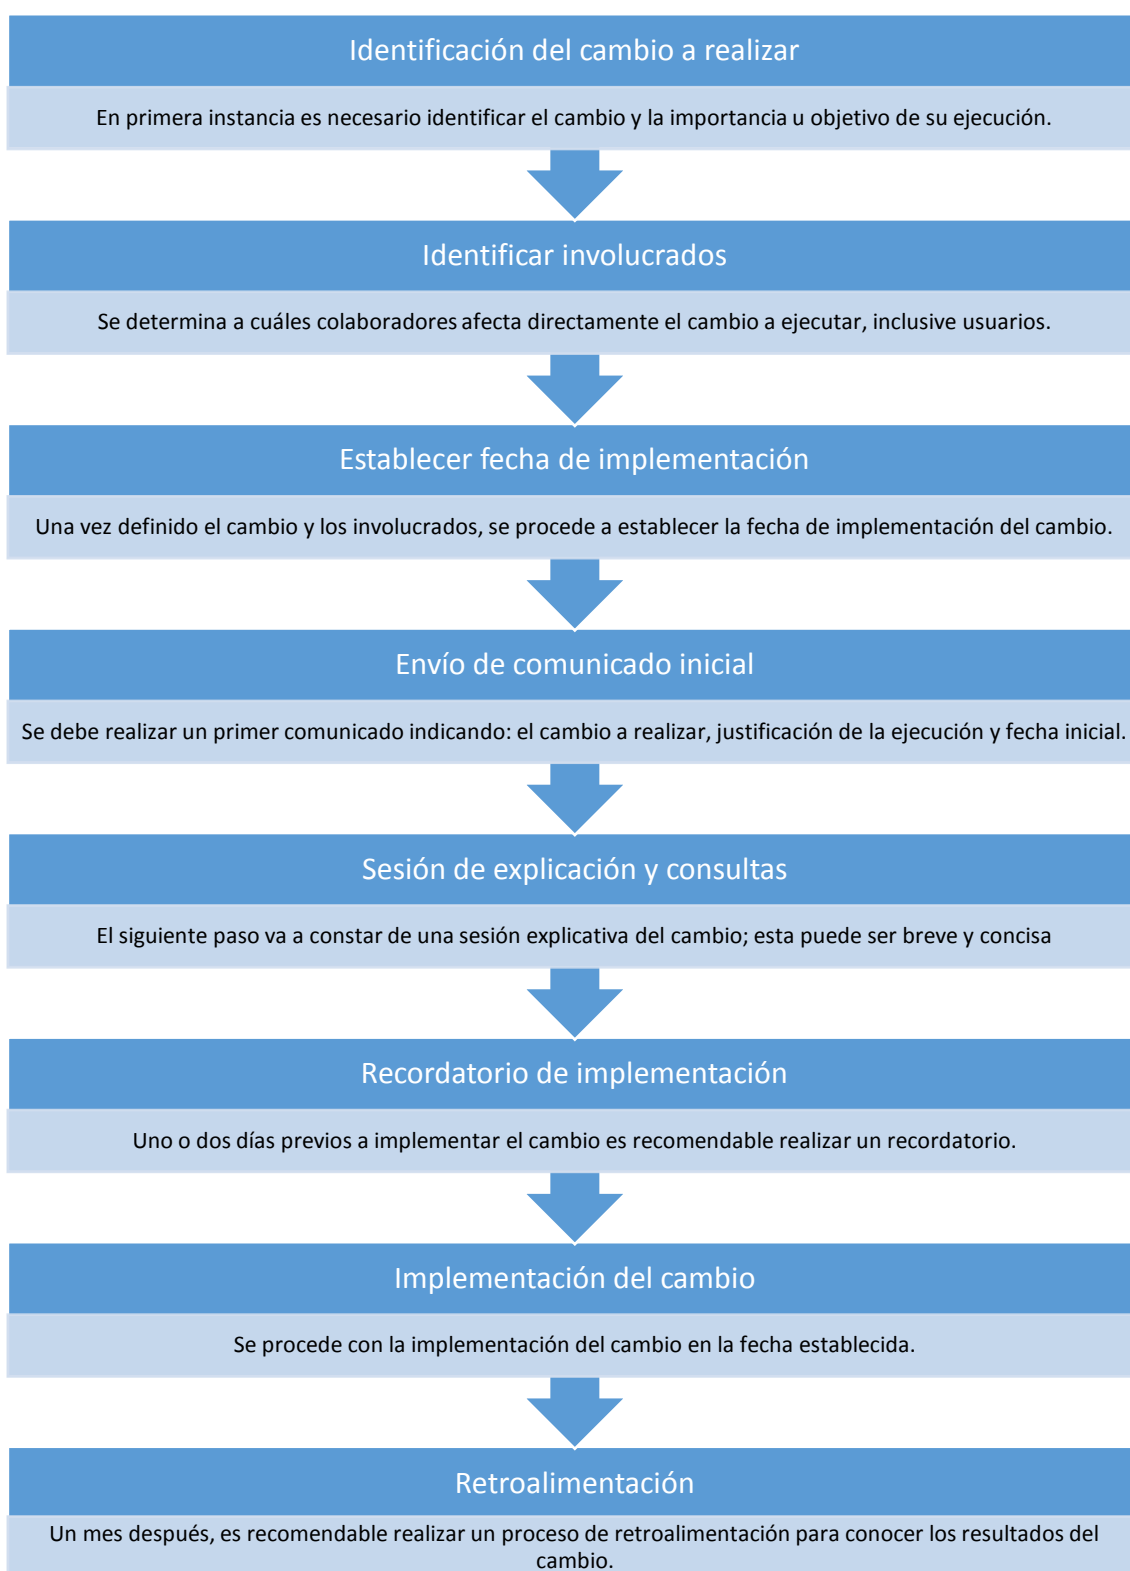 Identificación del cambio a realizar
En primera instancia es necesario identificar el cambio y la importancia u objetivo de su ejecución.
Identificar involucrados
Se determina a cuáles colaboradores afecta directamente el cambio a ejecutar, inclusive usuarios.
Establecer fecha de implementación
Una vez definido el cambio y los involucrados, se procede a establecer la fecha de implementación del cambio.
Envío de comunicado inicial
Se debe realizar un primer comunicado indicando: el cambio a realizar, justificación de la ejecución y fecha inicial.
Sesión de explicación y consultas
El siguiente paso va a constar de una sesión explicativa del cambio; esta puede ser breve y concisa
Recordatorio de implementación
Uno o dos días previos a implementar el cambio es recomendable realizar un recordatorio.
Implementación del cambio
Se procede con la implementación del cambio en la fecha establecida.
Retroalimentación
Un mes después, es recomendable realizar un proceso de retroalimentación para conocer los resultados del
cambio.